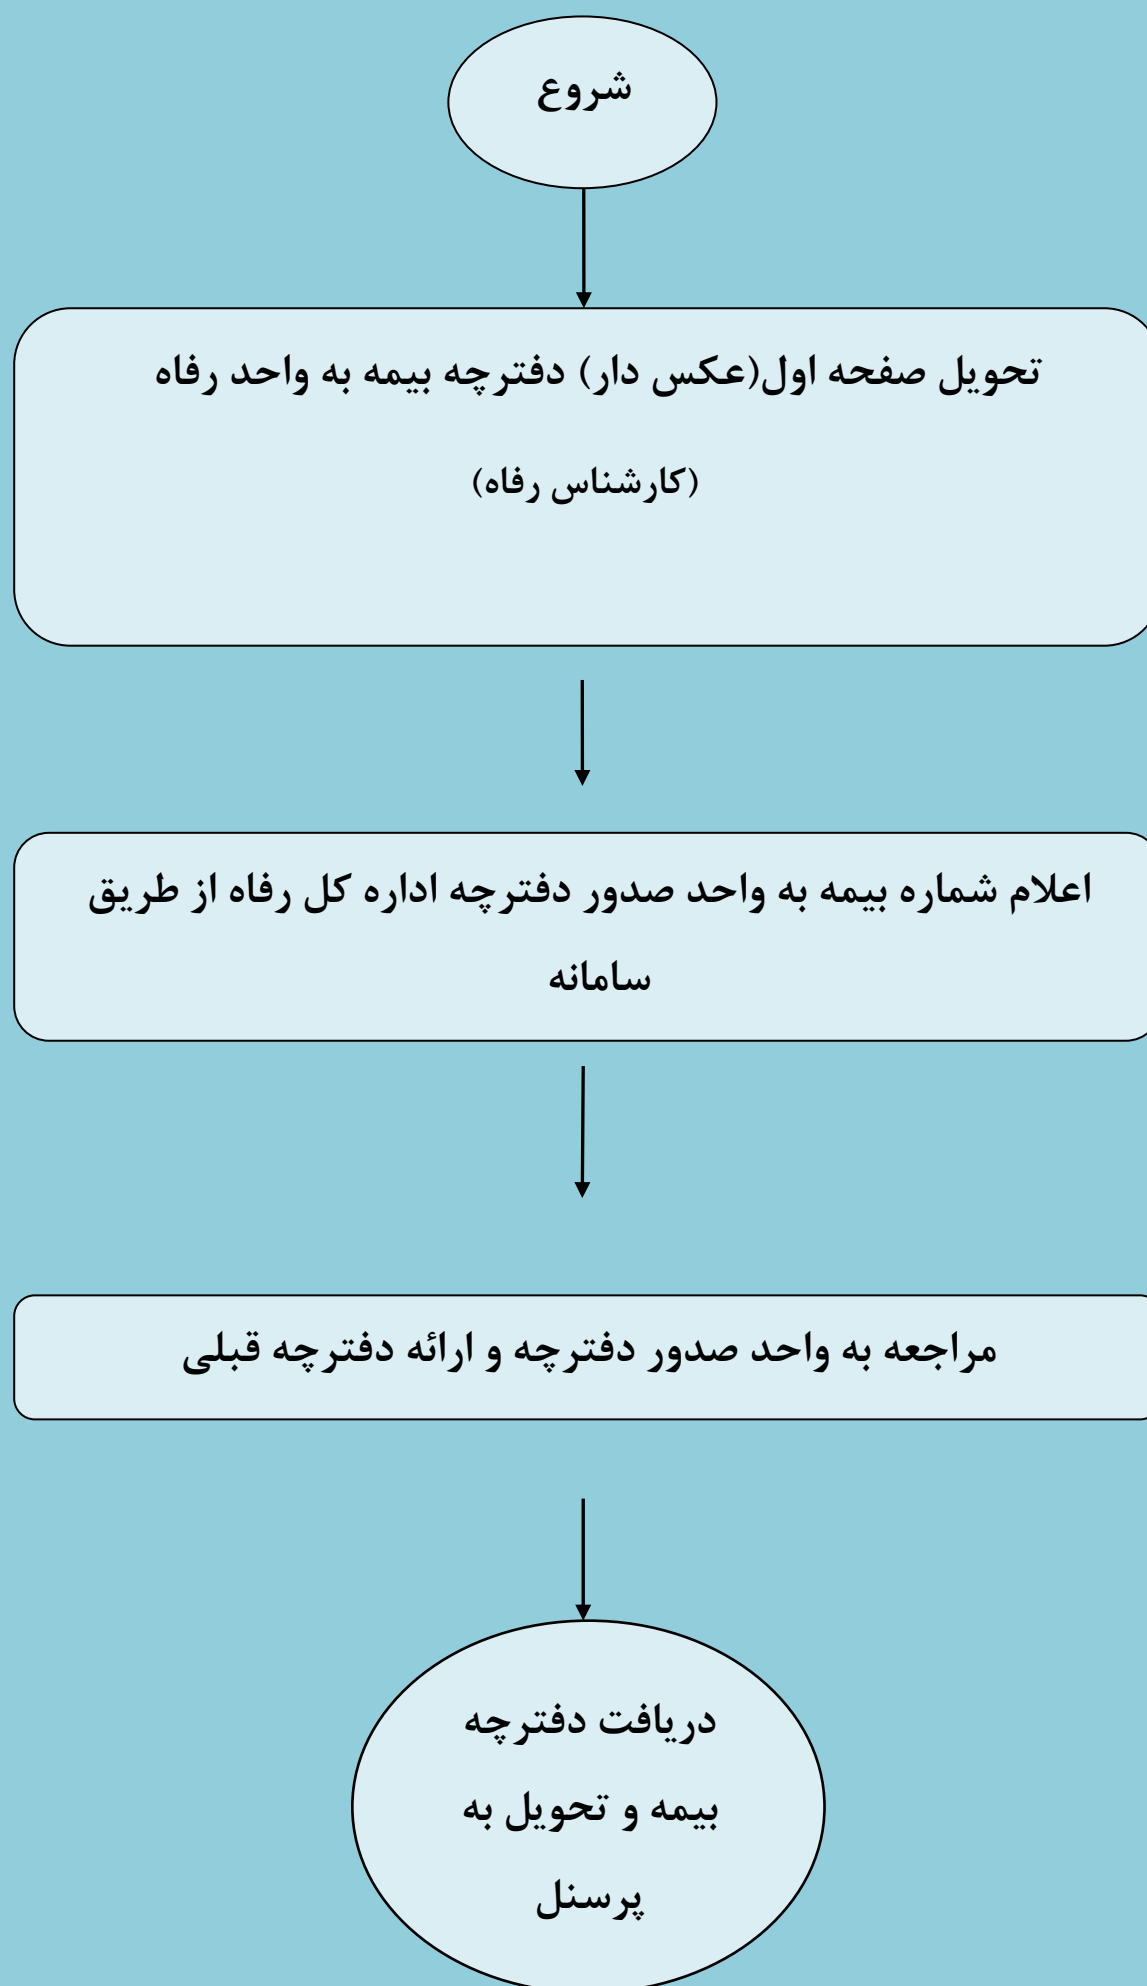 شروع
تحویل صفحه اول(عکس دار) دفترچه بیمه به واحد رفاه
(کارشناس رفاه)
اعلام شماره بیمه به واحد صدور دفترچه اداره کل رفاه از طریق
سامانه
مراجعه به واحد صدور دفترچه و ارائه دفترچه قبلی
دریافت دفترچه
بیمه و تحویل به
پرسنل